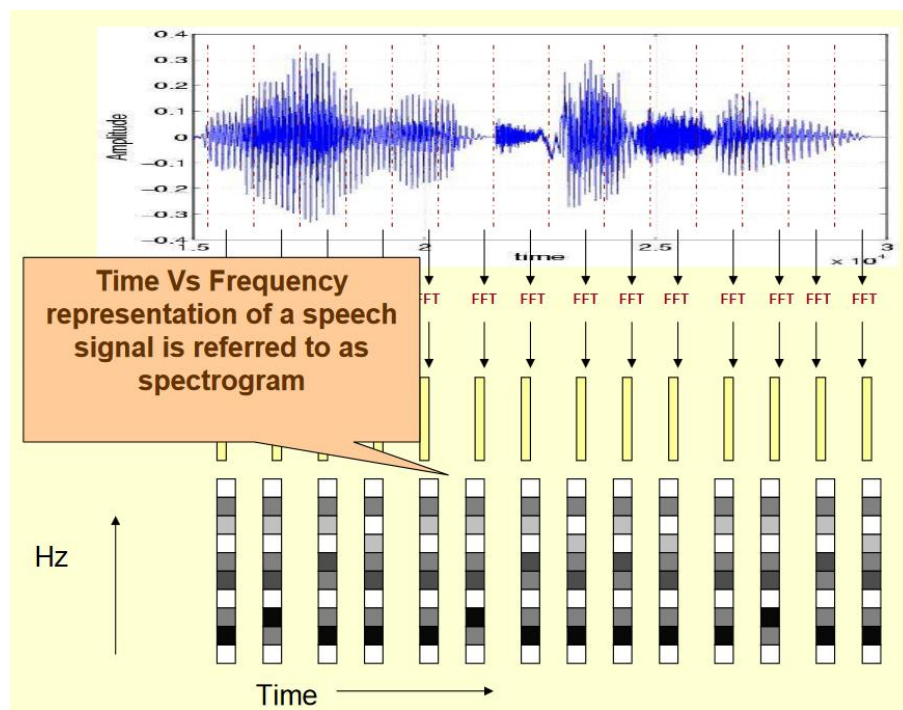 0.4
0.3
0.2
0.1
0
−0.1
−0.2
−0.3
−0.4
Amplitude
1.5
2
2.5
3
time
× 10⁴
Time Vs Frequency
representation of a speech
signal is referred to as
spectrogram
FFT FFT FFT FFT FFT FFT FFT FFT FFT FFT
Hz
Time